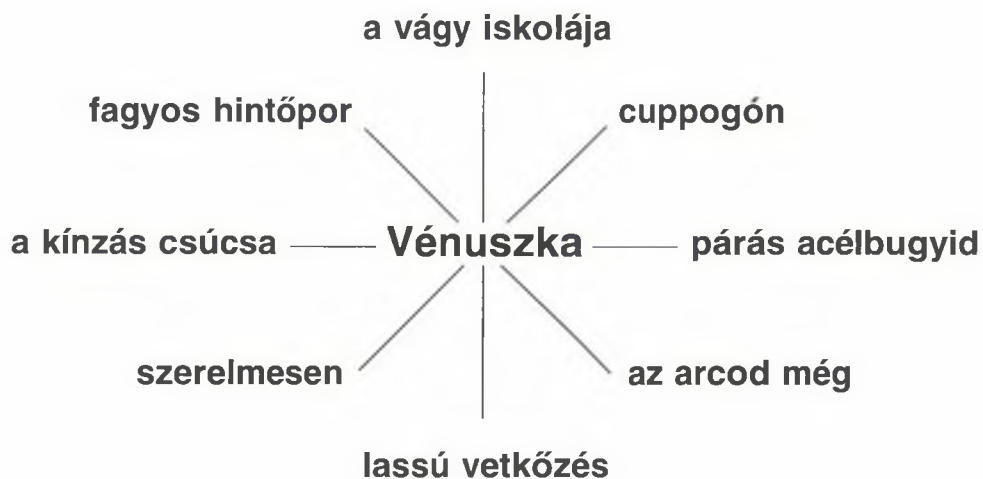 a vágy iskolája
fagyos hintőpor
cuppogón
a kínzás csúcsa
Vénuszka
párás acélbugyid
szerelmesen
az arcod még
lassú vetkőzés